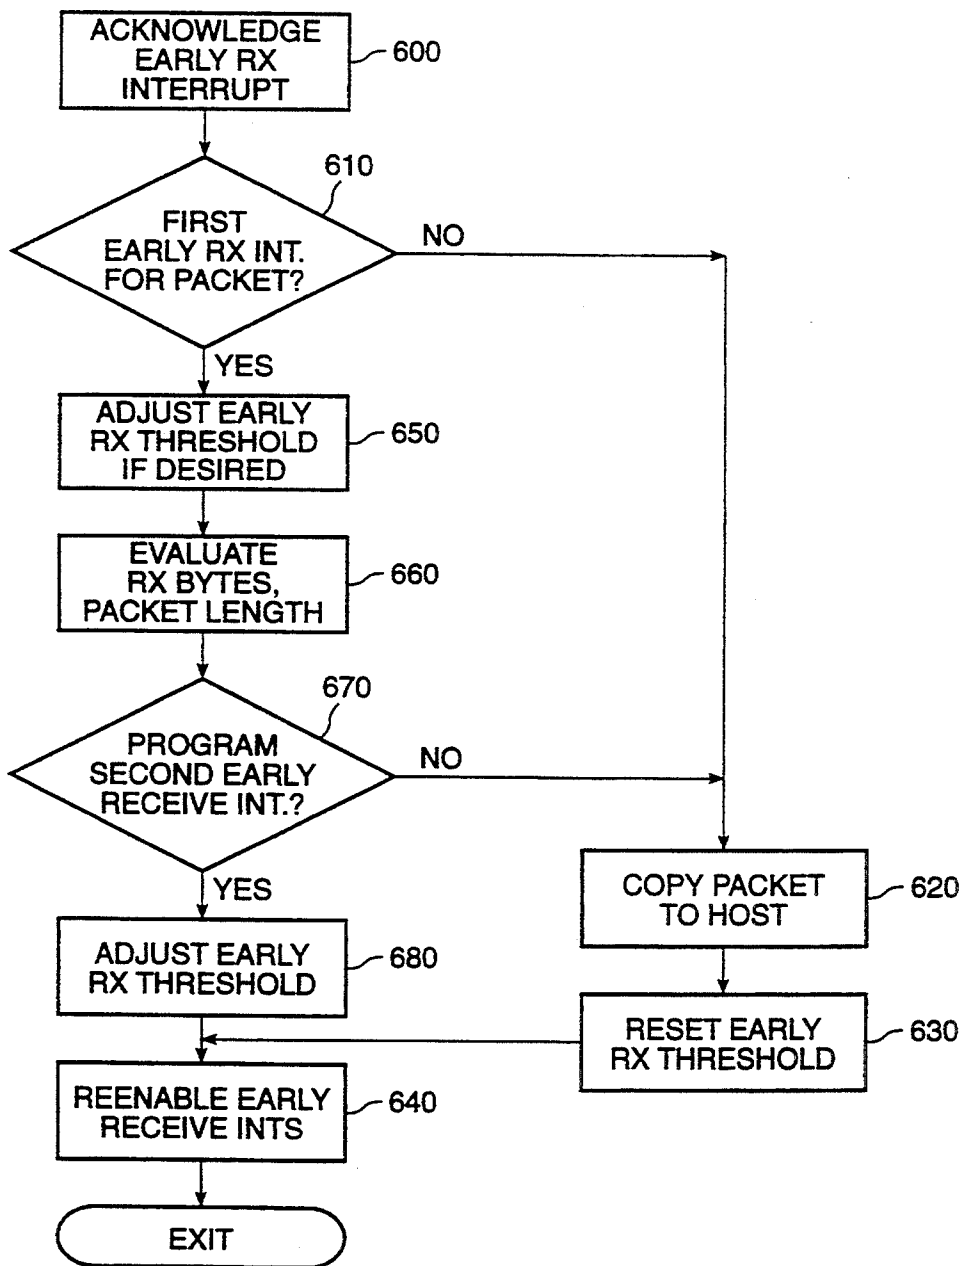 ACKNOWLEDGE
EARLY RX
INTERRUPT
600
610
FIRST
EARLY RX INT.
FOR PACKET?
NO
YES
ADJUST EARLY
RX THRESHOLD
IF DESIRED
650
EVALUATE
RX BYTES,
PACKET LENGTH
660
670
PROGRAM
SECOND EARLY
RECEIVE INT.?
NO
YES
COPY PACKET
TO HOST
620
ADJUST EARLY
RX THRESHOLD
680
RESET EARLY
RX THRESHOLD
630
REENABLE EARLY
RECEIVE INTS
640
EXIT